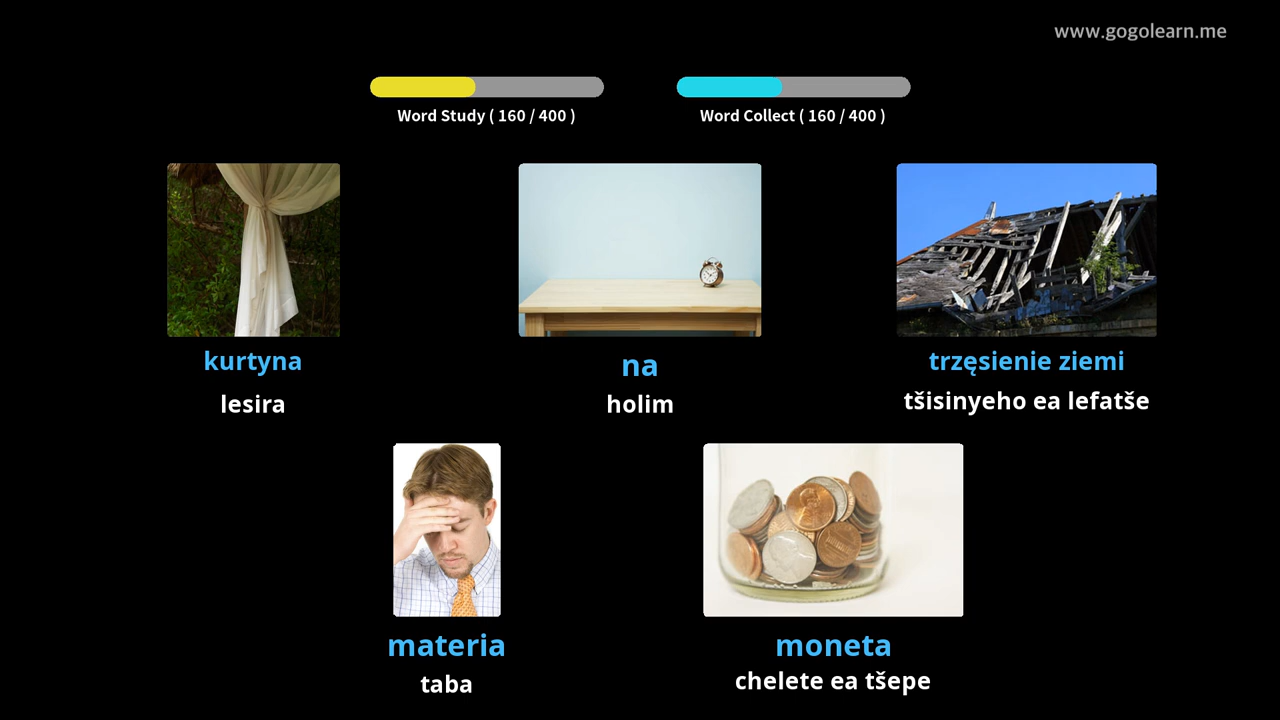 www.gogolearn.me
Word Study ( 160 / 400 )
Word Collect ( 160 / 400 )
kurtyna
lesira
na
holim
trzęsienie ziemi
tšisinyeho ea lefatše
materia
taba
moneta
chelete ea tšepe